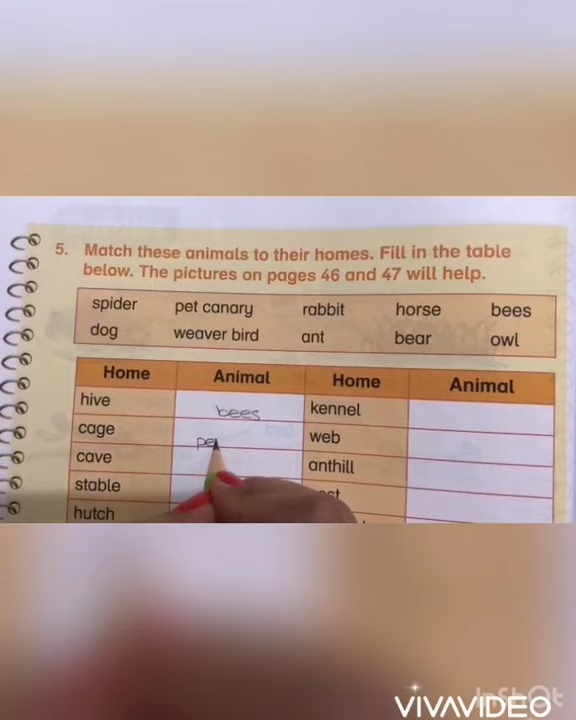 5. Match these animals to their homes. Fill in the table
below. The pictures on pages 46 and 47 will help.
spider pet canary rabbit horse bees
dog weaver bird ant bear owl
Home Animal Home Animal
hive bees kennel
cage pe web
cave anthill
stable
hutch
VIVAVIDEO